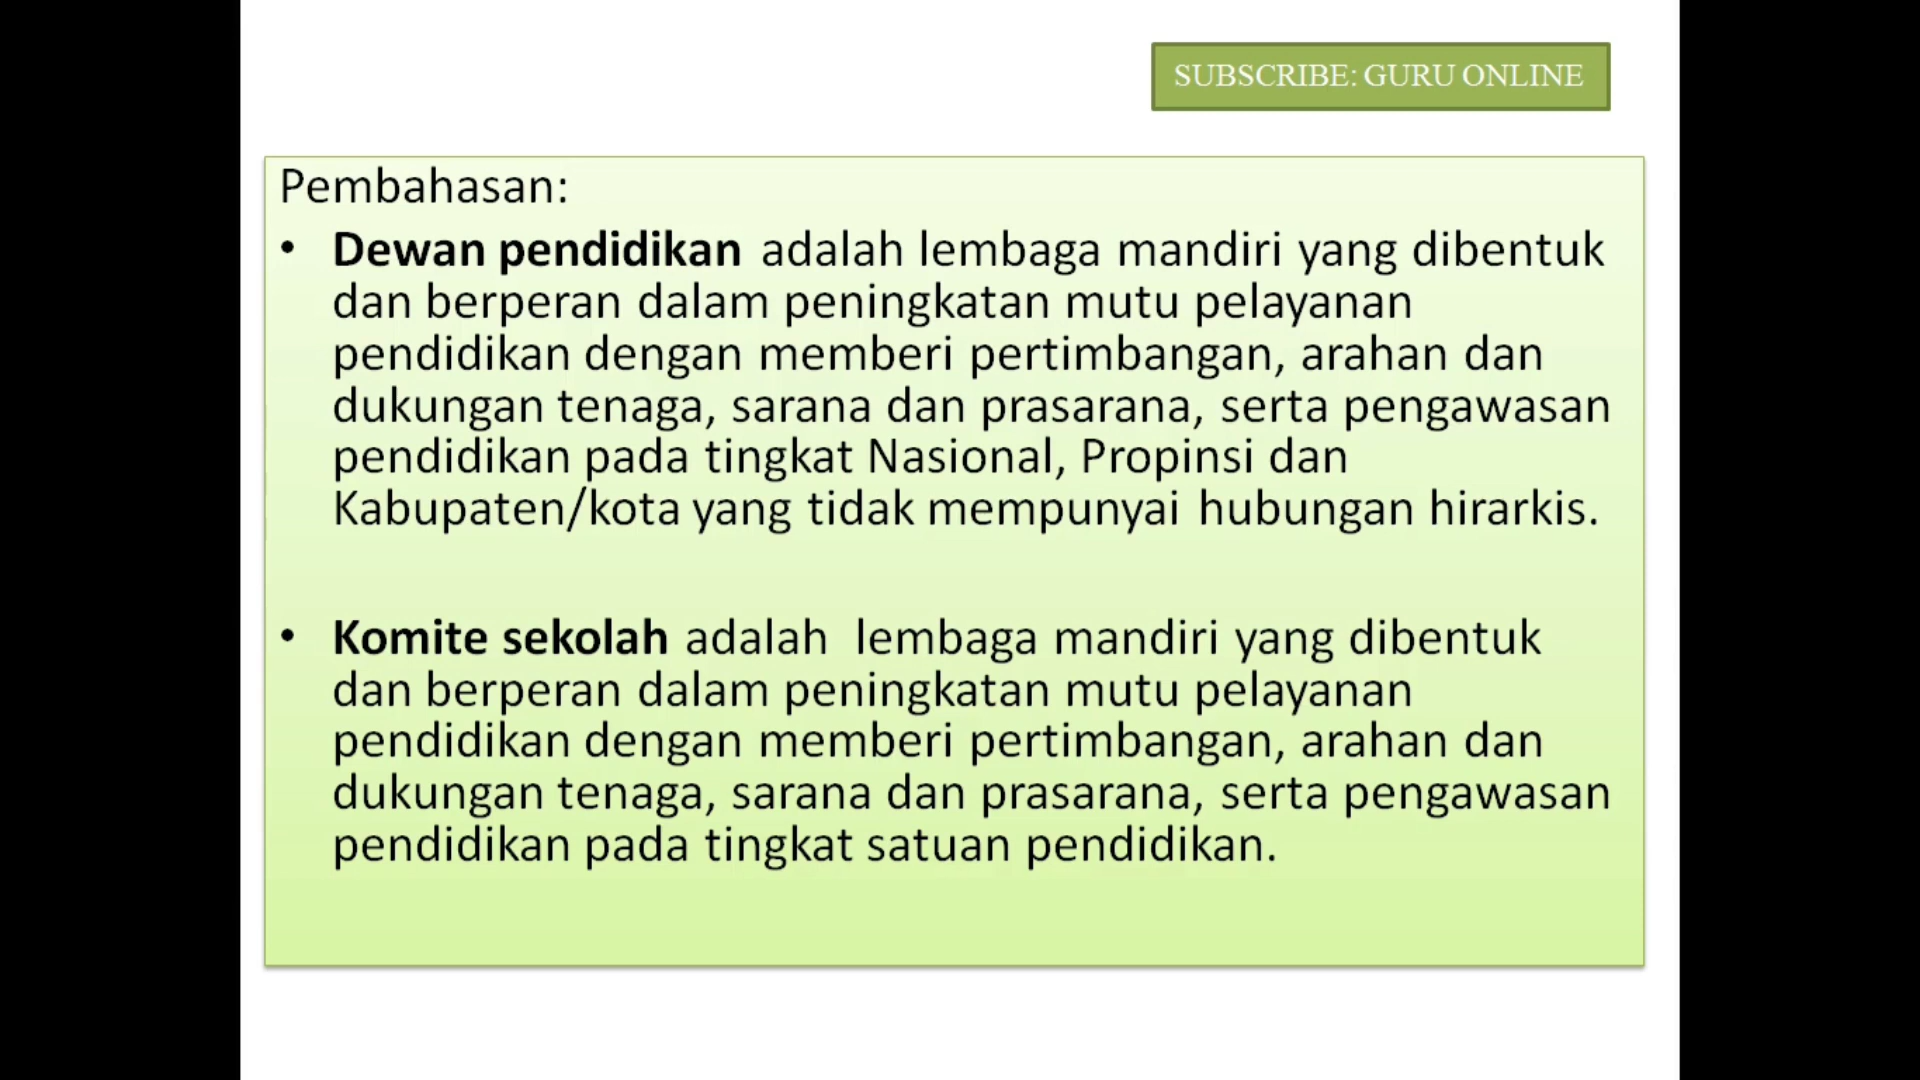 SUBSCRIBE: GURU ONLINE
Pembahasan:
• Dewan pendidikan adalah lembaga mandiri yang dibentuk
dan berperan dalam peningkatan mutu pelayanan
pendidikan dengan memberi pertimbangan, arahan dan
dukungan tenaga, sarana dan prasarana, serta pengawasan
pendidikan pada tingkat Nasional, Propinsi dan
Kabupaten/kota yang tidak mempunyai hubungan hirarkis.
• Komite sekolah adalah lembaga mandiri yang dibentuk
dan berperan dalam peningkatan mutu pelayanan
pendidikan dengan memberi pertimbangan, arahan dan
dukungan tenaga, sarana dan prasarana, serta pengawasan
pendidikan pada tingkat satuan pendidikan.